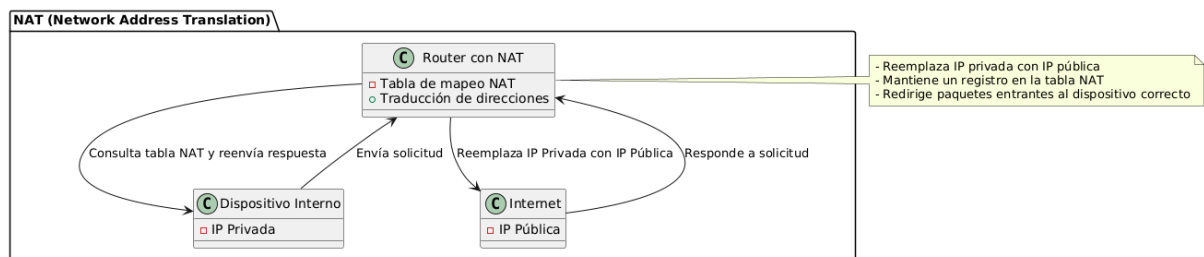 NAT (Network Address Translation)
C Router con NAT
Tabla de mapeo NAT
Traducción de direcciones
- Reemplaza IP privada con IP pública
- Mantiene un registro en la tabla NAT
- Redirige paquetes entrantes al dispositivo correcto
Consulta tabla NAT y reenvía respuesta
Envía solicitud
Reemplaza IP Privada con IP Pública
Responde a solicitud
C Dispositivo Interno
IP Privada
C Internet
IP Pública